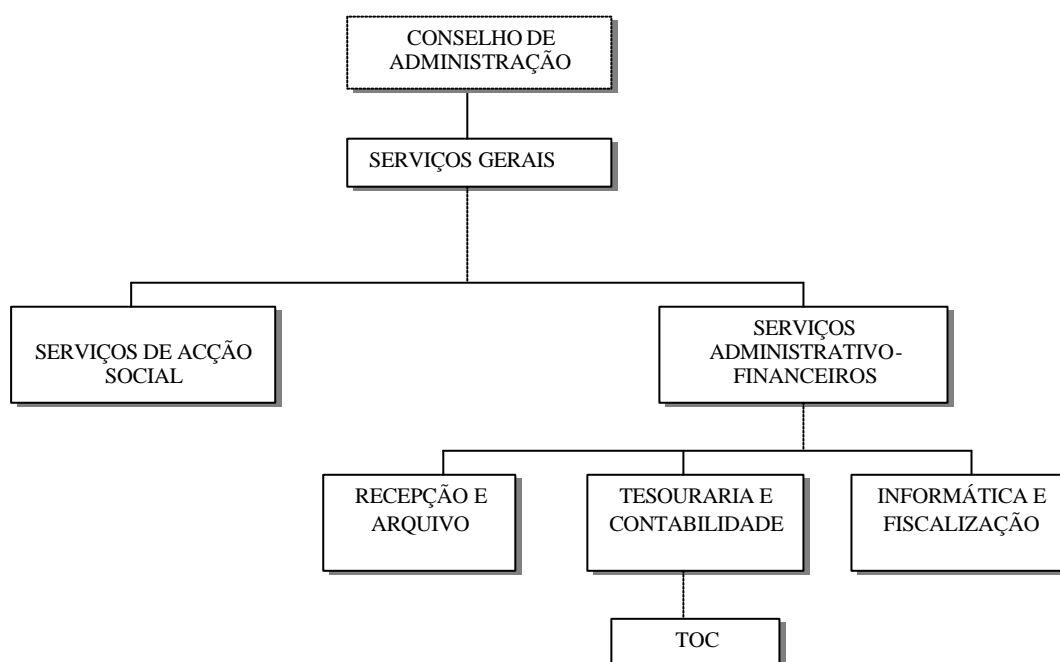 CONSELHO DE
ADMINISTRAÇÃO
SERVIÇOS GERAIS
SERVIÇOS DE ACÇÃO
SOCIAL
SERVIÇOS
ADMINISTRATIVO-
FINANCEIROS
RECEPÇÃO E
ARQUIVO
TESOURARIA E
CONTABILIDADE
INFORMÁTICA E
FISCALIZAÇÃO
TOC